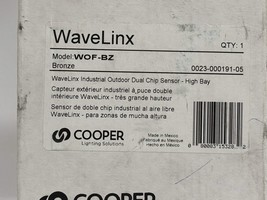 WaveLinx
QTY: 1
Model: WOF-BZ
Bronze
0023-000191-05
WaveLinx Industrial Outdoor Dual Chip Sensor - High Bay
Capteur extérieur industriel à puce double
intérieure WaveLinx - très grande hauteur
Sensor de doble chip industrial al aire libre
WaveLinx - para zonas de mucha altura
COOPER
Lighting Solutions
Made in Mexico
Fabriqué au Mexique
Hecho en México
COOPER